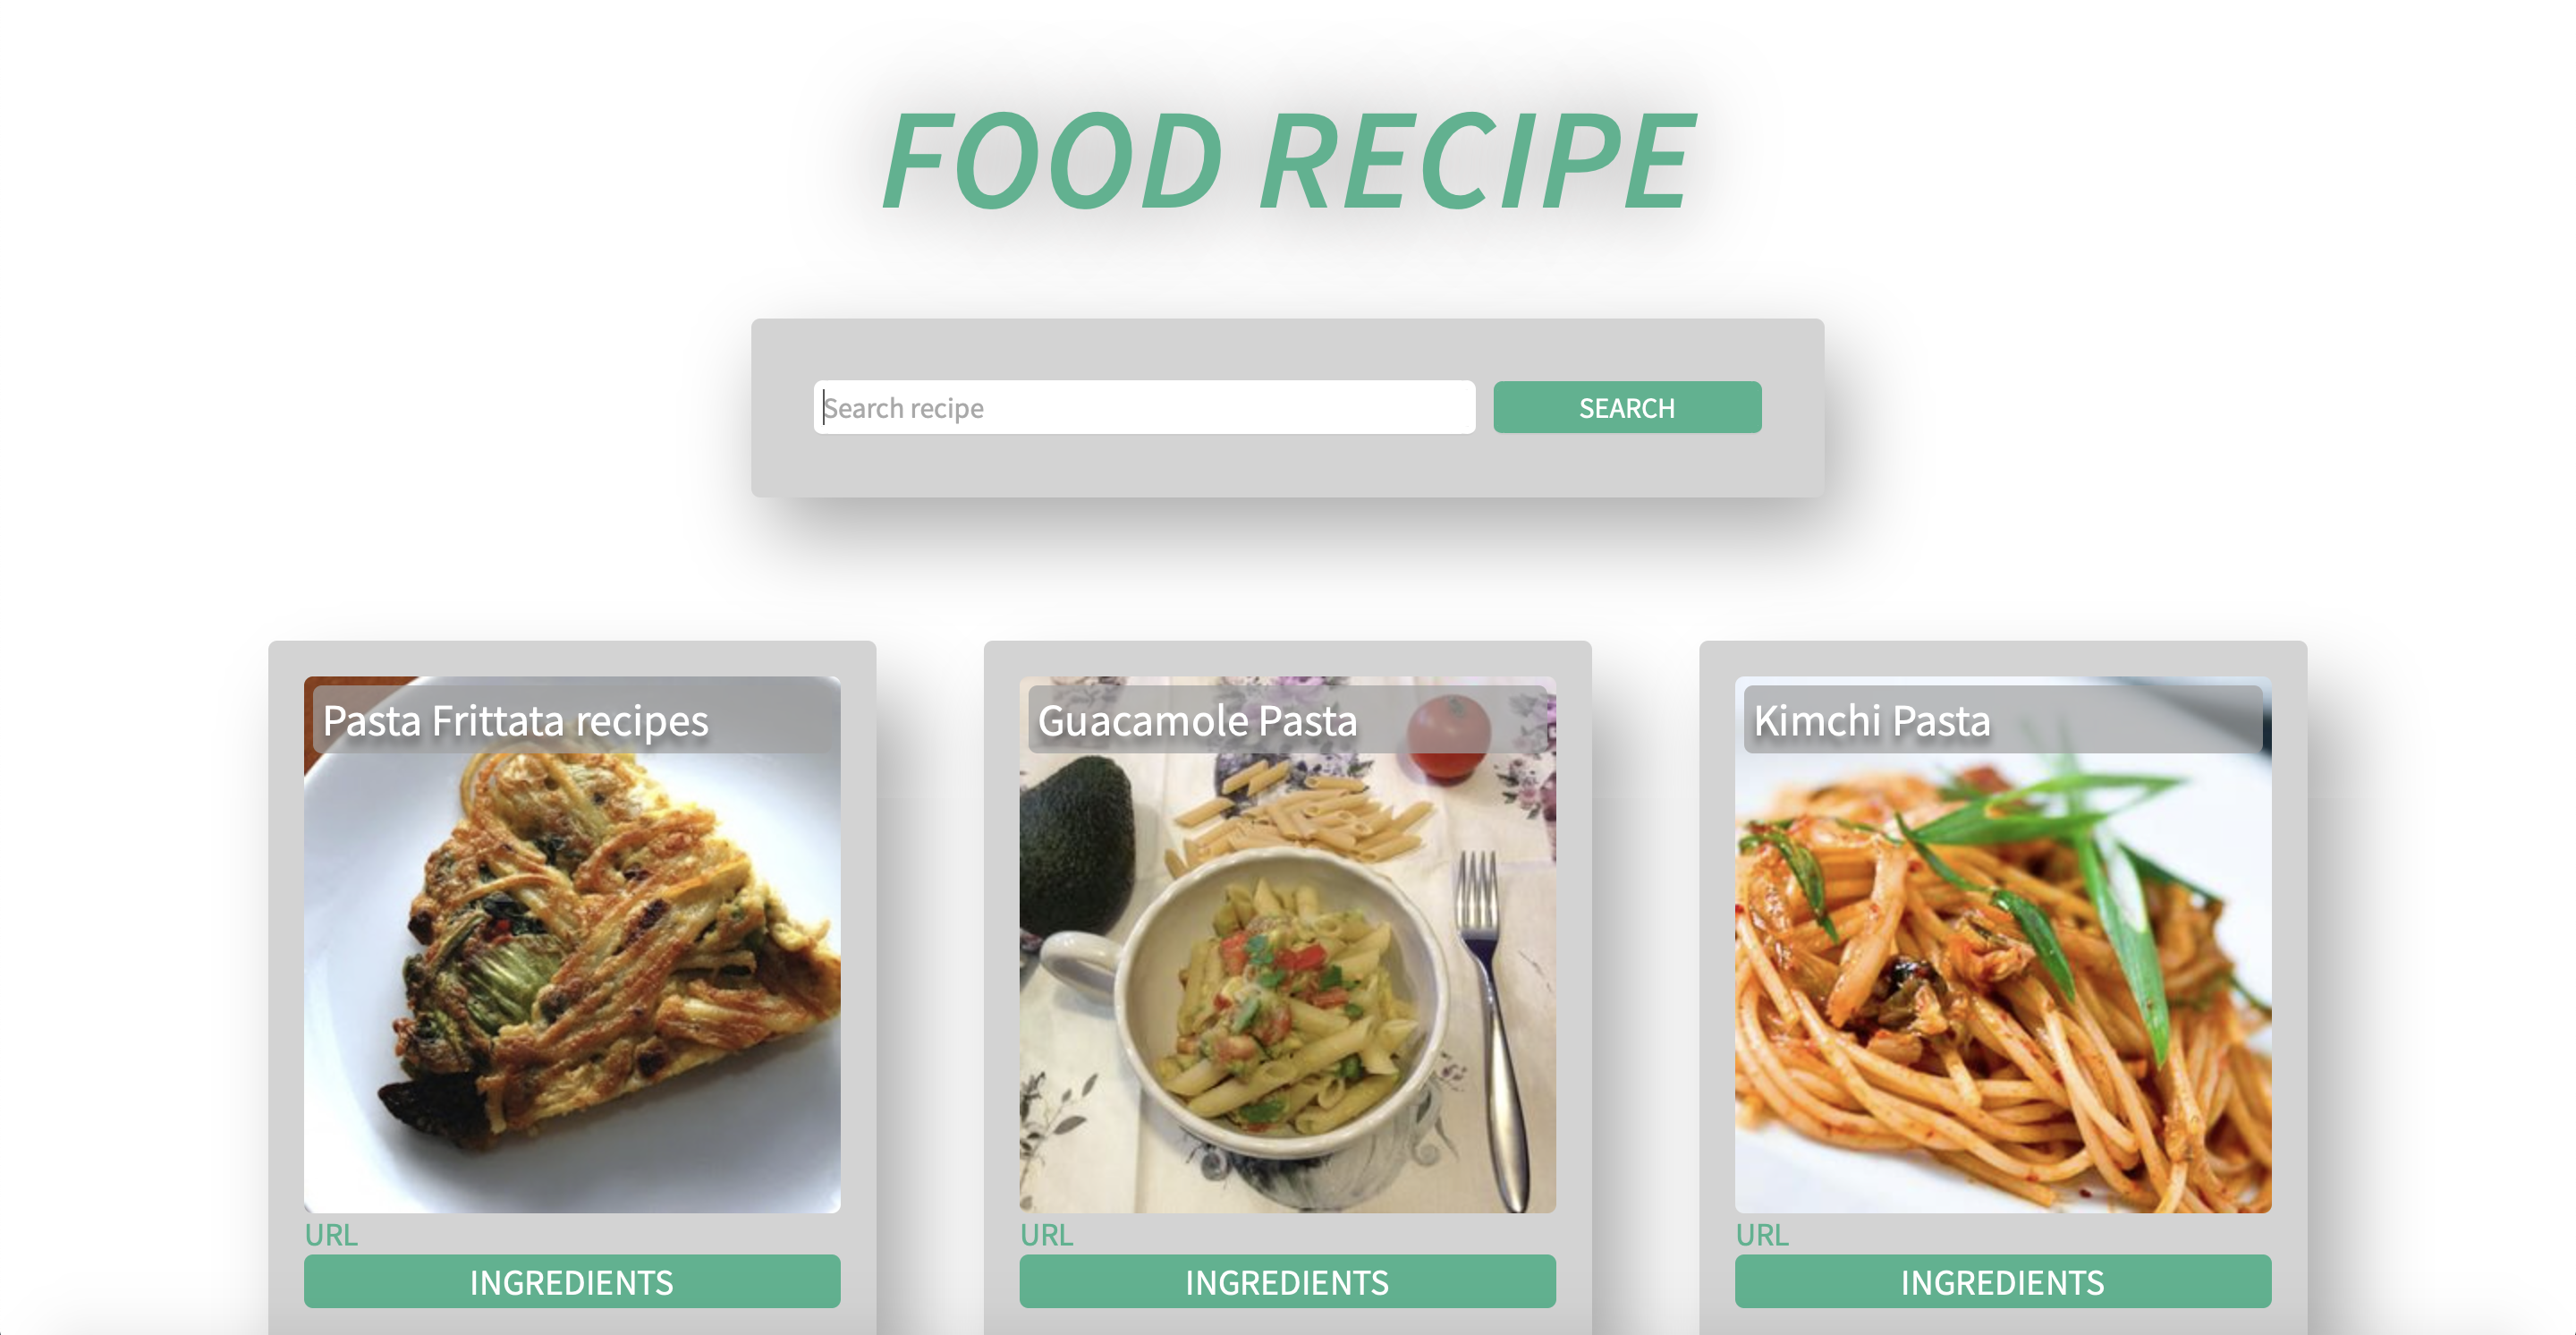 FOOD RECIPE
Search recipe
SEARCH
Pasta Frittata recipes
Guacamole Pasta
Kimchi Pasta
URL
URL
URL
INGREDIENTS
INGREDIENTS
INGREDIENTS